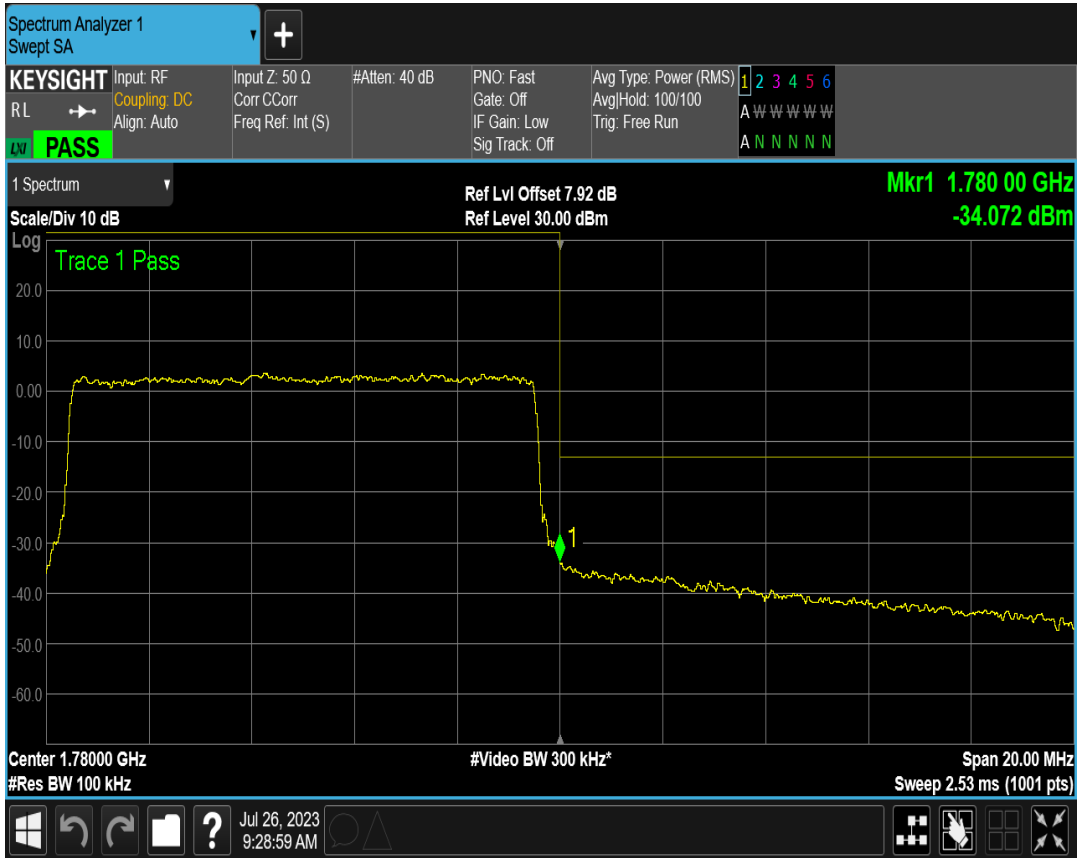 Spectrum Analyzer 1
Swept SA
KEYSIGHT
RL
LXI PASS
Input: RF
Coupling: DC
Align: Auto
Input Z: 50 Ω
Corr CCorr
Freq Ref: Int (S)
#Atten: 40 dB
PNO: Fast
Gate: Off
IF Gain: Low
Sig Track: Off
Avg Type: Power (RMS)
Avg|Hold: 100/100
Trig: Free Run
1 2 3 4 5 6
A W W W W W
A N N N N N
1 Spectrum
Scale/Div 10 dB
Ref Lvl Offset 7.92 dB
Ref Level 30.00 dBm
Mkr1 1.780 00 GHz
-34.072 dBm
Log
Trace 1 Pass
20.0
10.0
0.00
-10.0
-20.0
-30.0
1
-40.0
-50.0
-60.0
Center 1.78000 GHz
#Res BW 100 kHz
#Video BW 300 kHz*
Span 20.00 MHz
Sweep 2.53 ms (1001 pts)
?
Jul 26, 2023
9:28:59 AM